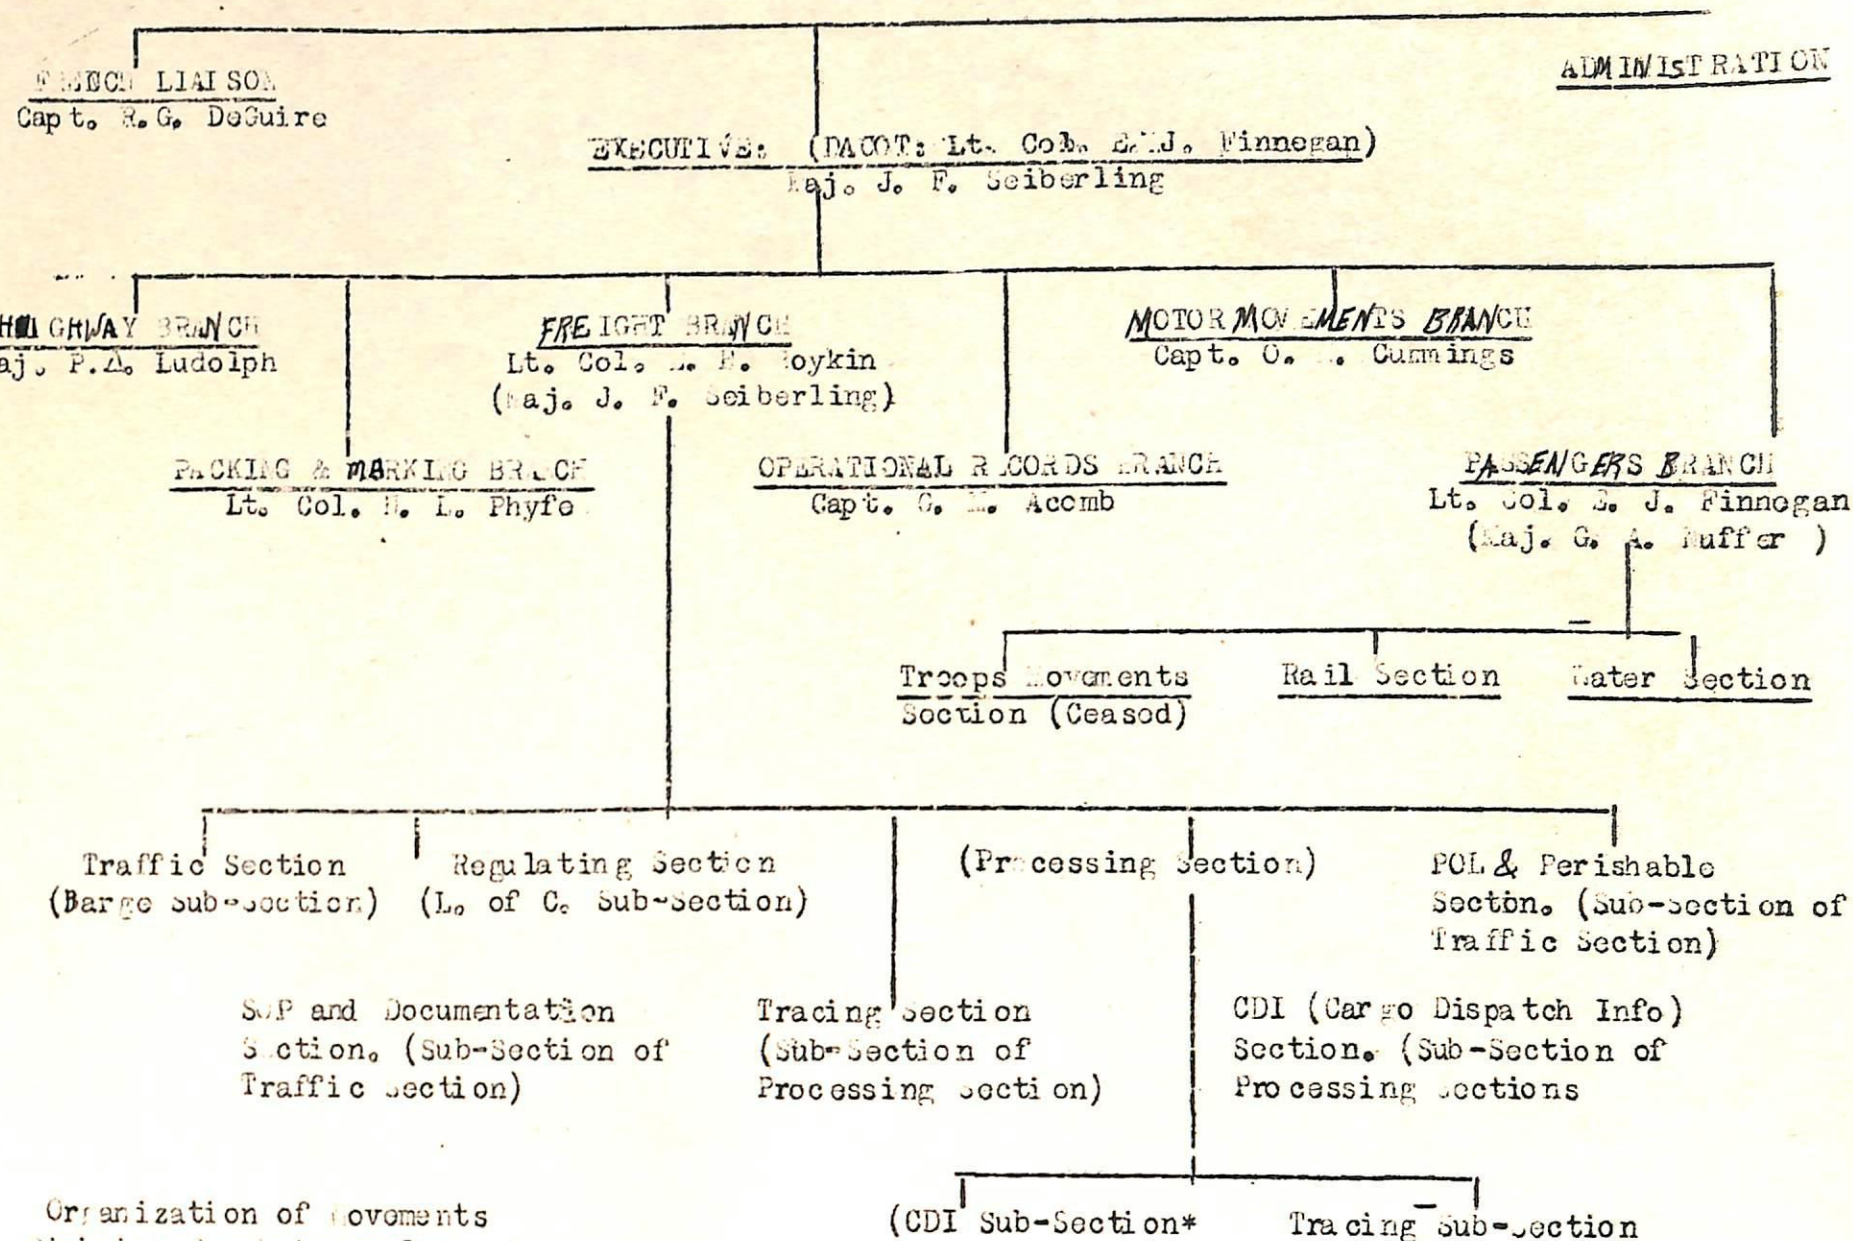 FRENCH LIAISON
Capt. R.G. DeGuire
ADMINISTRATION
EXECUTIVE: (DACOT: Lt. Col. E. J. Finnegan)
Maj. J. F. Seiberling
HIGHWAY BRANCH
Maj. P.A. Ludolph
FREIGHT BRANCH
Lt. Col. oykin
(Maj. J. F. Seiberling)
MOTOR MOVEMENTS BRANCH
Capt. O. Cummings
PACKING & MARKING BRANCH
Lt. Col. H. L. Phyfe
OPERATIONAL RECORDS BRANCH
Capt. G. Acomb
PASSENGERS BRANCH
Lt. Col. E. J. Finnegan
(Maj. G. A. uffer )
Troops Movements
Section (Ceased)
Rail Section
Water Section
Traffic Section
(Barge Sub-Section)
Regulating Section
(L. of C. Sub-Section)
(Processing Section)
POL & Perishable
Secton. (Sub-Section of
Traffic Section)
SOP and Documentation
Section. (Sub-Section of
Traffic Section)
Tracing Section
(Sub-Section of
Processing Section)
CDI (Cargo Dispatch Info)
Section. (Sub-Section of
Processing Sections
(CDI Sub-Section*
Tracing Sub-Section
Organization of Movements